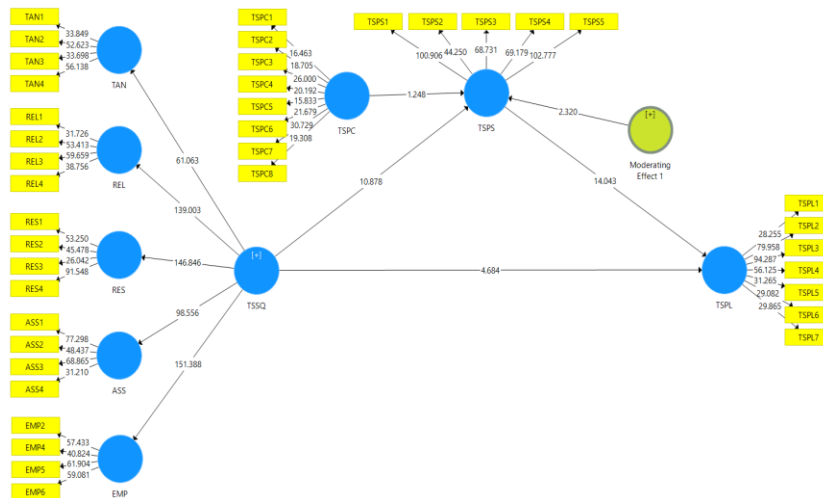 TAN1
TAN2
TAN3
TAN4
33.849
52.623
33.698
56.138
TAN
REL1
REL2
REL3
REL4
31.726
53.413
59.659
38.756
REL
RES1
RES2
RES3
RES4
53.250
45.478
26.042
91.548
RES
ASS1
ASS2
ASS3
ASS4
77.298
48.437
68.865
31.210
ASS
EMP2
EMP4
EMP5
EMP6
57.433
40.824
61.904
59.081
EMP
61.063
139.003
146.846
98.556
151.388
[+]
TSSQ
TSPC1
TSPC2
TSPC3
TSPC4
TSPC5
TSPC6
TSPC7
TSPC8
16.463
18.705
26.000
20.192
15.833
21.679
30.729
19.308
TSPC
1.248
10.878
4.684
TSPS1
TSPS2
TSPS3
TSPS4
TSPS5
100.906
44.250
68.731
69.179
102.777
TSPS
2.320
[+]
Moderating
Effect 1
14.043
TSPL1
TSPL2
TSPL3
TSPL4
TSPL5
TSPL6
TSPL7
28.255
79.958
94.287
56.125
31.265
29.082
29.865
TSPL